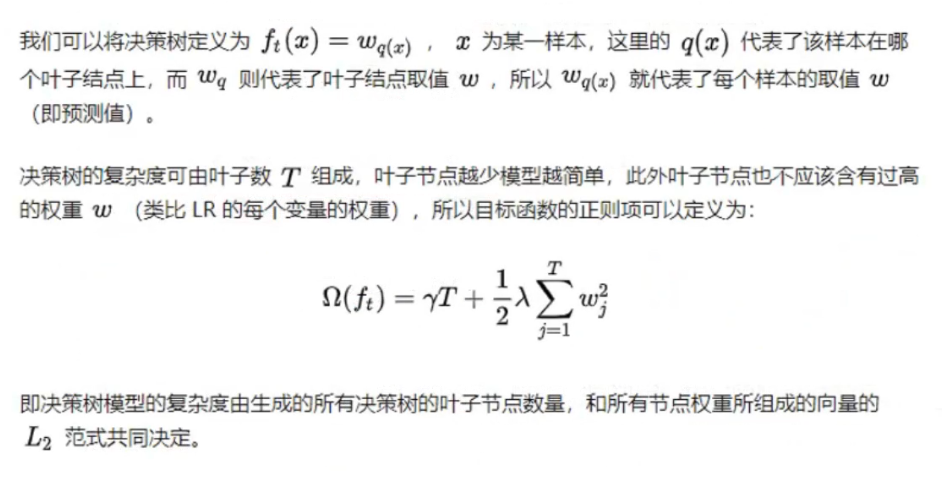 我们可以将决策树定义为 f_t(x) = w_{q(x)} ， x 为某一样本，这里的 q(x) 代表了该样本在哪
个叶子结点上，而 w_q 则代表了叶子结点取值 w ，所以 w_{q(x)} 就代表了每个样本的取值 w
（即预测值）。
决策树的复杂度可由叶子数 T 组成，叶子节点越少模型越简单，此外叶子节点也不应该含有过高
的权重 w （类比 LR 的每个变量的权重），所以目标函数的正则项可以定义为：
Ω(f_t) = γT + \frac{1}{2} λ \sum_{j=1}^{T} w_j^2
即决策树模型的复杂度由生成的所有决策树的叶子节点数量，和所有节点权重所组成的向量的
L_2 范式共同决定。